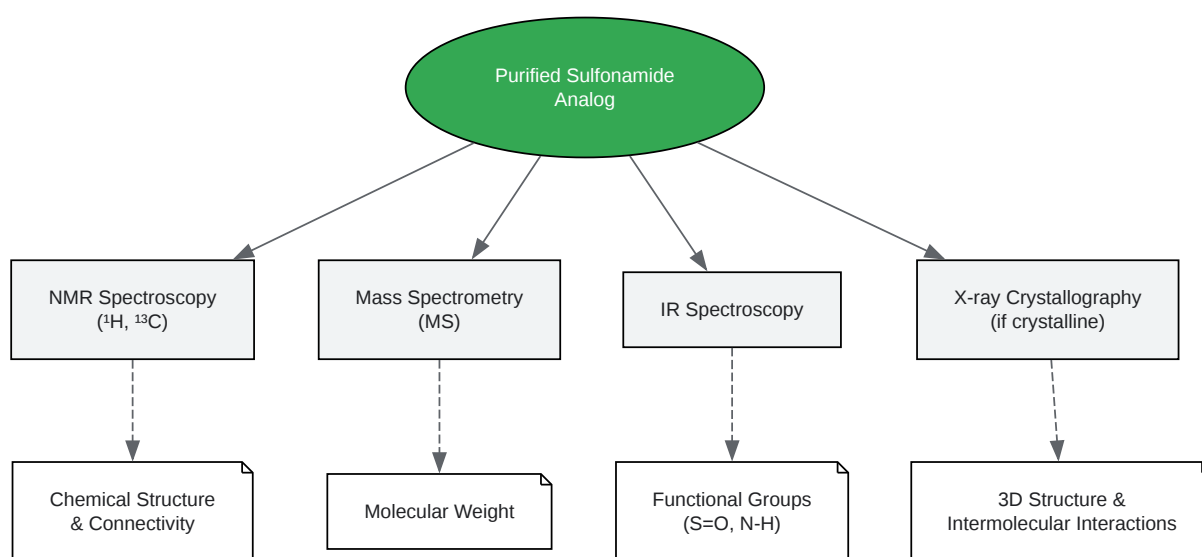 Purified Sulfonamide
Analog
NMR Spectroscopy
(¹H, ¹³C)
Mass Spectrometry
(MS)
IR Spectroscopy
X-ray Crystallography
(if crystalline)
Chemical Structure
& Connectivity
Molecular Weight
Functional Groups
(S=O, N-H)
3D Structure &
Intermolecular Interactions